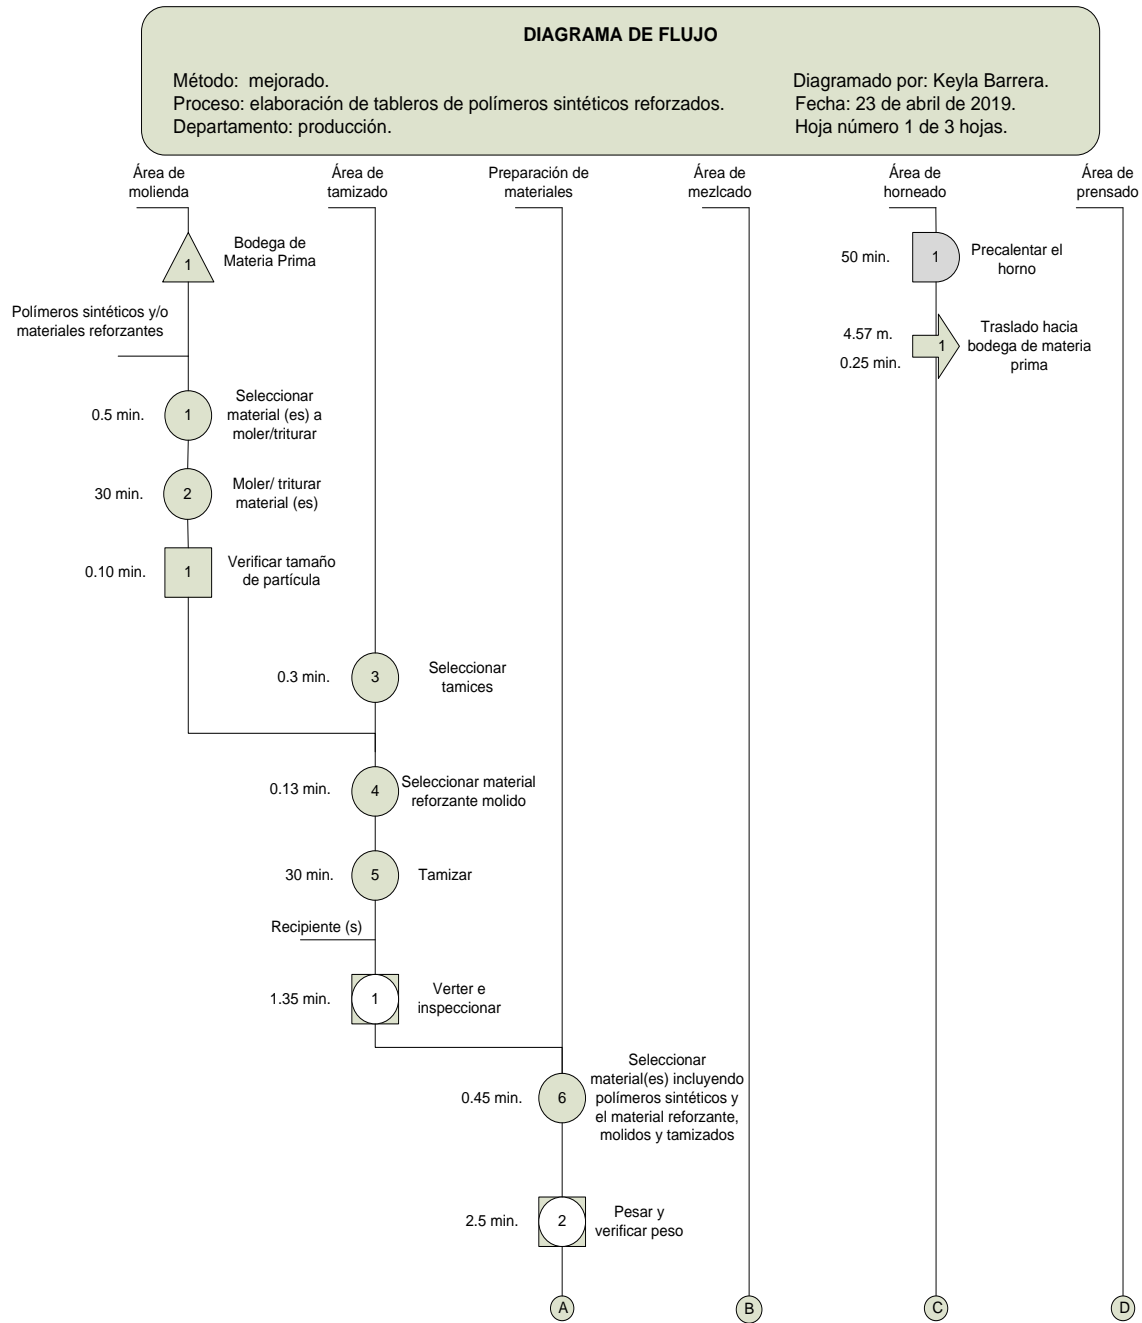 DIAGRAMA DE FLUJO
Método: mejorado.
Diagramado por: Keyla Barrera.
Proceso: elaboración de tableros de polímeros sintéticos reforzados.
Fecha: 23 de abril de 2019.
Departamento: producción.
Hoja número 1 de 3 hojas.
Área de
molienda
Área de
tamizado
Preparación de
materiales
Área de
mezlcado
Área de
horneado
Área de
prensado
1
Bodega de
Materia Prima
50 min.
1
Precalentar el
horno
Polímeros sintéticos y/o
materiales reforzantes
4.57 m.
0.25 min.
1
Traslado hacia
bodega de materia
prima
0.5 min.
1
Seleccionar
material (es) a
moler/triturar
30 min.
2
Moler/ triturar
material (es)
0.10 min.
1
Verificar tamaño
de partícula
0.3 min.
3
Seleccionar
tamices
0.13 min.
4
Seleccionar material
reforzante molido
30 min.
5
Tamizar
Recipiente (s)
1.35 min.
1
Verter e
inspeccionar
0.45 min.
6
Seleccionar
material(es) incluyendo
polímeros sintéticos y
el material reforzante,
molidos y tamizados
2.5 min.
2
Pesar y
verificar peso
A
B
C
D